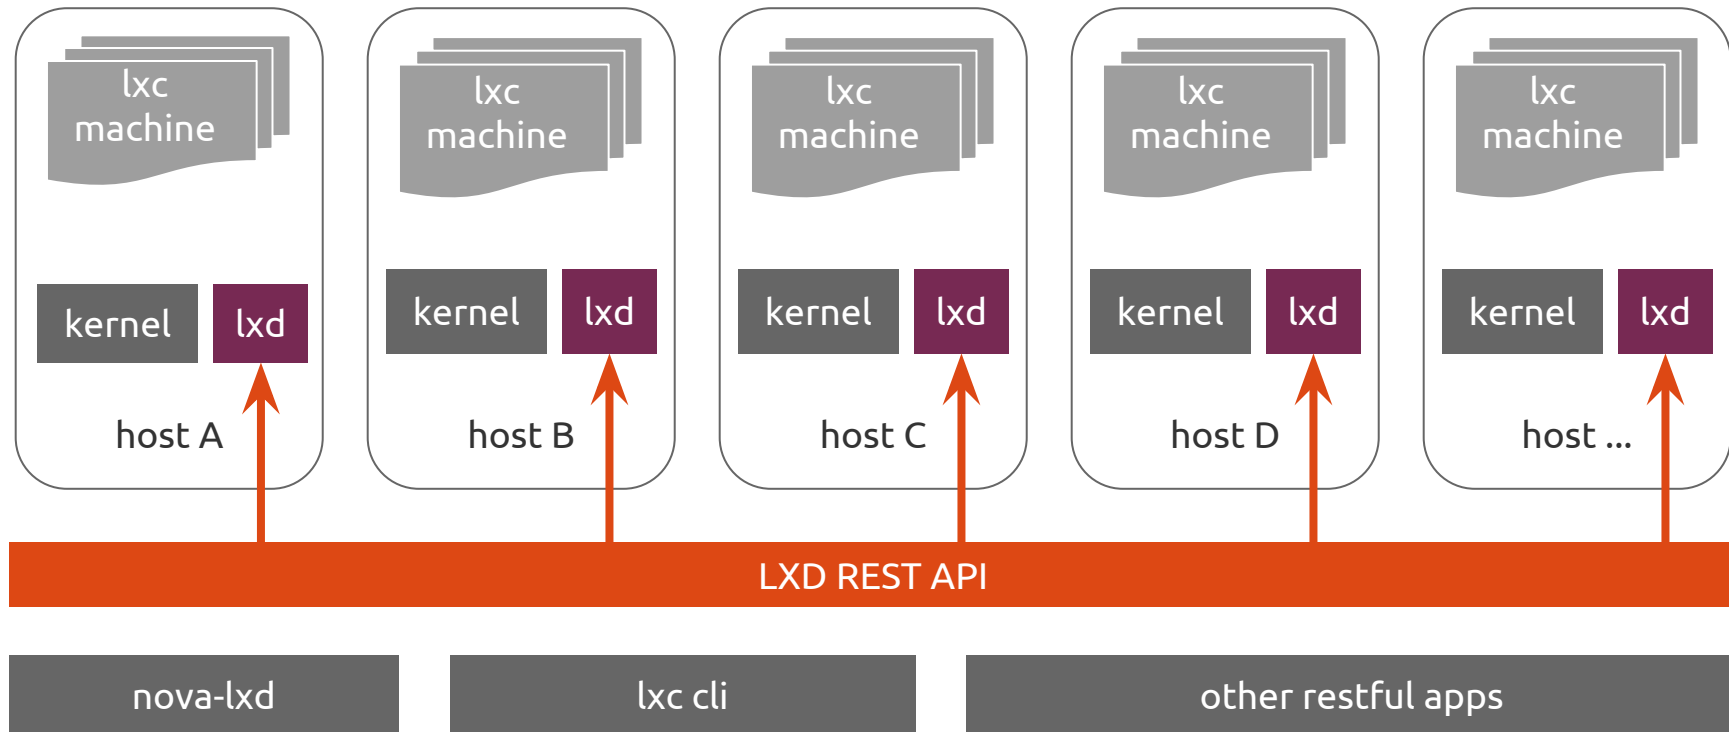 lxc
machine
lxc
machine
lxc
machine
lxc
machine
lxc
machine
kernel
lxd
kernel
lxd
kernel
lxd
kernel
lxd
kernel
lxd
host A
host B
host C
host D
host ...
LXD REST API
nova-lxd
lxc cli
other restful apps